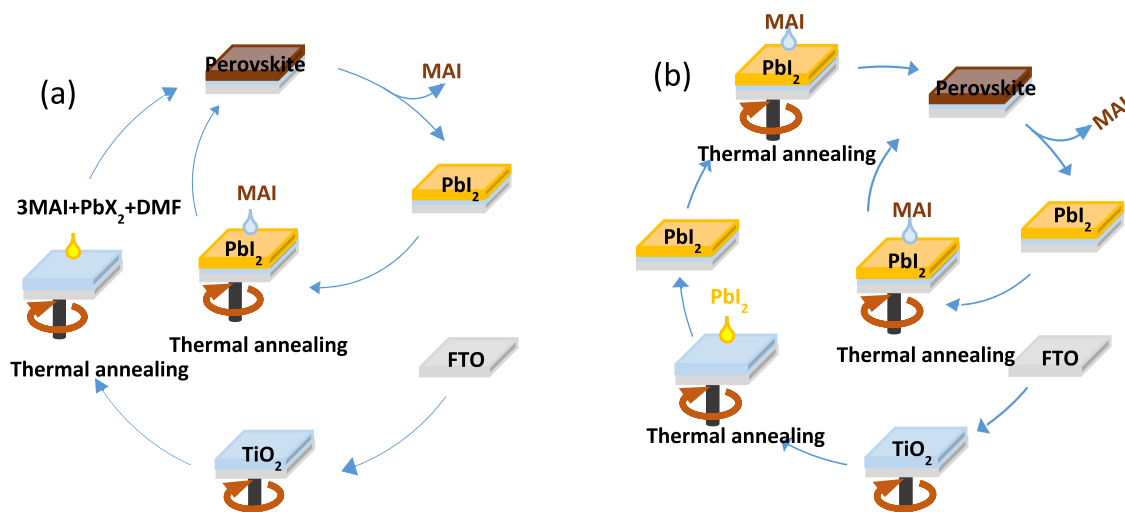 (a)
Perovskite
MAI
3MAI+PbX₂+DMF
MAI
PbI₂
PbI₂
Thermal annealing
Thermal annealing
FTO
TiO₂
(b)
MAI
PbI₂
Perovskite
MAI
Thermal annealing
PbI₂
MAI
PbI₂
PbI₂
PbI₂
Thermal annealing
FTO
Thermal annealing
TiO₂